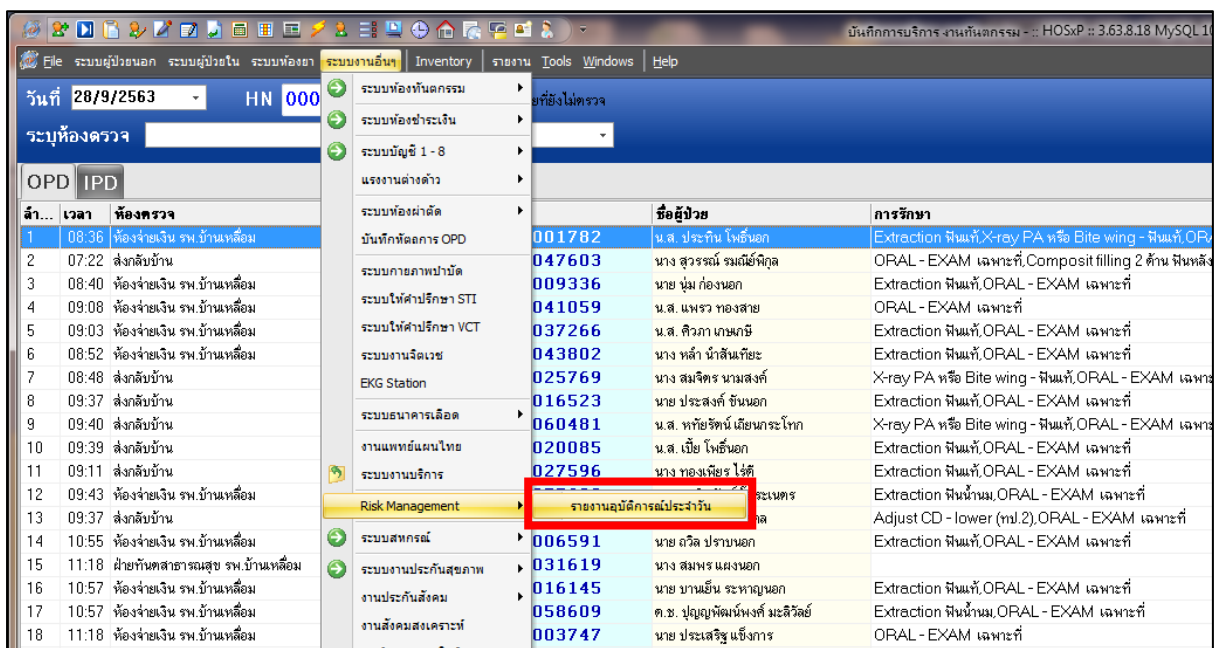 บันทึกการบริการ งานทันตกรรม - :: HOSxP :: 3.63.8.18 MySQL 10
File ระบบผู้ป่วยนอก ระบบผู้ป่วยใน ระบบห้องยา ระบบงานอื่นๆ Inventory รายงาน Tools Windows Help
วันที่ 28/9/2563 HN 000 ยที่ยังไม่ตรวจ
ระบุห้องตรวจ
OPD IPD
ระบบห้องทันตกรรม
ระบบห้องชำระเงิน
ระบบบัญชี 1 - 8
แรงงานต่างด้าว
ระบบห้องผ่าตัด
บันทึกหัตถการ OPD
ระบบกายภาพบำบัด
ระบบให้คำปรึกษา STI
ระบบให้คำปรึกษา VCT
ระบบงานจิตเวช
EKG Station
ระบบธนาคารเลือด
งานแพทย์แผนไทย
ระบบงานบริการ
Risk Management
รายงานอุบัติการณ์ประจำวัน
ระบบสหกรณ์
ระบบงานประกันสุขภาพ
งานประกันสังคม
งานสังคมสงเคราะห์
ลำ... เวลา ห้องตรวจ ชื่อผู้ป่วย การรักษา
1 08:36 ห้องจ่ายเงิน รพ.บ้านเหลื่อม 001782 น.ส. ประทิน โพธิ์นอก Extraction ฟันแท้,X-ray PA หรือ Bite wing - ฟันแท้,OR
2 07:22 ส่งกลับบ้าน 047603 นาง สุวรรณ์ รมณีย์พิกุล ORAL - EXAM เฉพาะที่,Composit filling 2 ด้าน ฟันหลัง
3 08:40 ห้องจ่ายเงิน รพ.บ้านเหลื่อม 009336 นาย นุ่ม ก่องนอก Extraction ฟันแท้,ORAL - EXAM เฉพาะที่
4 09:08 ห้องจ่ายเงิน รพ.บ้านเหลื่อม 041059 น.ส. แพรว ทองสาย ORAL - EXAM เฉพาะที่
5 09:03 ห้องจ่ายเงิน รพ.บ้านเหลื่อม 037266 น.ส. ศิวภา เกษภูมิ Extraction ฟันแท้,ORAL - EXAM เฉพาะที่
6 08:52 ห้องจ่ายเงิน รพ.บ้านเหลื่อม 043802 นาง หล้า น้ำสันเทียะ Extraction ฟันแท้,ORAL - EXAM เฉพาะที่
7 08:48 ส่งกลับบ้าน 025769 นาง สมจิตร นามสงค์ X-ray PA หรือ Bite wing - ฟันแท้,ORAL - EXAM เฉพาะ
8 09:37 ส่งกลับบ้าน 016523 นาย ประสงค์ ขันนอก Extraction ฟันแท้,ORAL - EXAM เฉพาะที่
9 09:40 ส่งกลับบ้าน 060481 น.ส. หทัยรัตน์ เถียนกระโทก X-ray PA หรือ Bite wing - ฟันแท้,ORAL - EXAM เฉพาะ
10 09:39 ส่งกลับบ้าน 020085 น.ส. เปี้ย โพธิ์นอก Extraction ฟันแท้,ORAL - EXAM เฉพาะที่
11 09:11 ส่งกลับบ้าน 027596 นาง ทองเพียร ไร่ดี Extraction ฟันแท้,ORAL - EXAM เฉพาะที่
12 09:43 ห้องจ่ายเงิน รพ.บ้านเหลื่อม ระเนตร Extraction ฟันน้ำนม,ORAL - EXAM เฉพาะที่
13 09:37 ส่งกลับบ้าน Adjust CD - lower (ทป.2),ORAL - EXAM เฉพาะที่
14 10:55 ห้องจ่ายเงิน รพ.บ้านเหลื่อม 006591 นาย ถวิล ปราบนอก Extraction ฟันแท้,ORAL - EXAM เฉพาะที่
15 11:18 ฝ่ายทันตสาธารณสุข รพ.บ้านเหลื่อม 031619 นาง สมพร แผงนอก
16 10:57 ห้องจ่ายเงิน รพ.บ้านเหลื่อม 016145 นาย บานเย็น ระหาญนอก Extraction ฟันแท้,ORAL - EXAM เฉพาะที่
17 10:57 ห้องจ่ายเงิน รพ.บ้านเหลื่อม 058609 ด.ช. ปุญญพัฒน์พงศ์ มะลิวัลย์ Extraction ฟันน้ำนม,ORAL - EXAM เฉพาะที่
18 11:18 ห้องจ่ายเงิน รพ.บ้านเหลื่อม 003747 นาย ประเสริฐ แข็งการ ORAL - EXAM เฉพาะที่